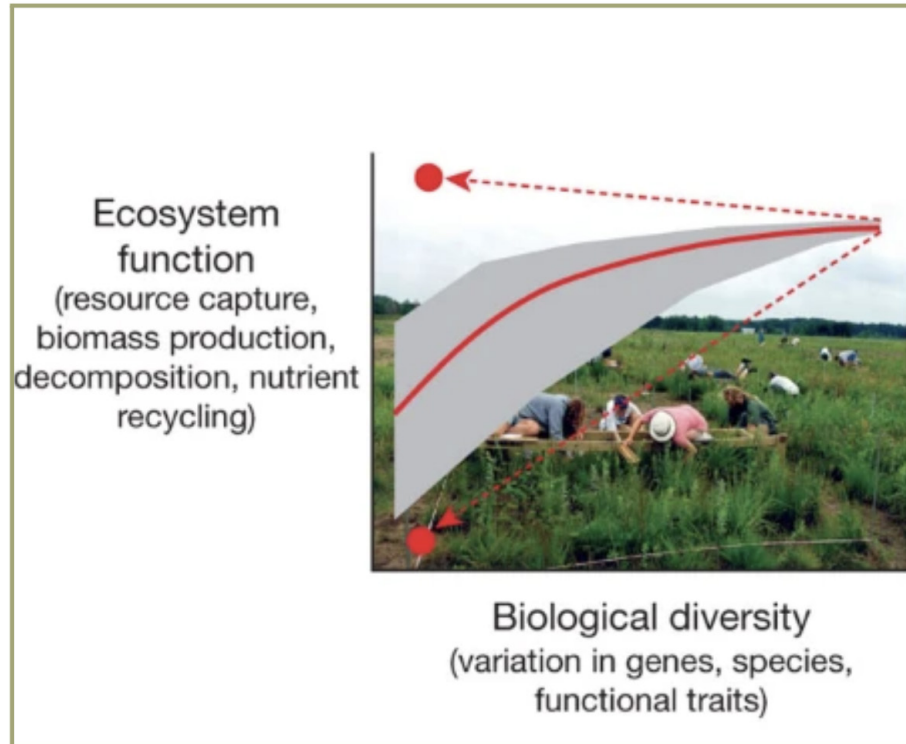 Ecosystem
function
(resource capture,
biomass production,
decomposition, nutrient
recycling)
Biological diversity
(variation in genes, species,
functional traits)